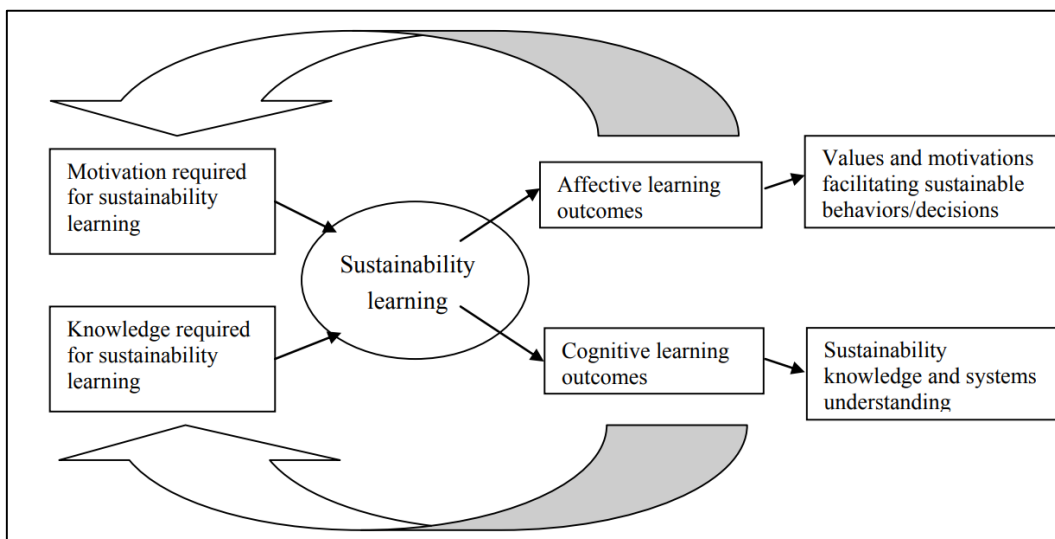 Motivation required
for sustainability
learning
Affective learning
outcomes
Values and motivations
facilitating sustainable
behaviors/decisions
Sustainability
learning
Knowledge required
for sustainability
learning
Cognitive learning
outcomes
Sustainability
knowledge and systems
understanding